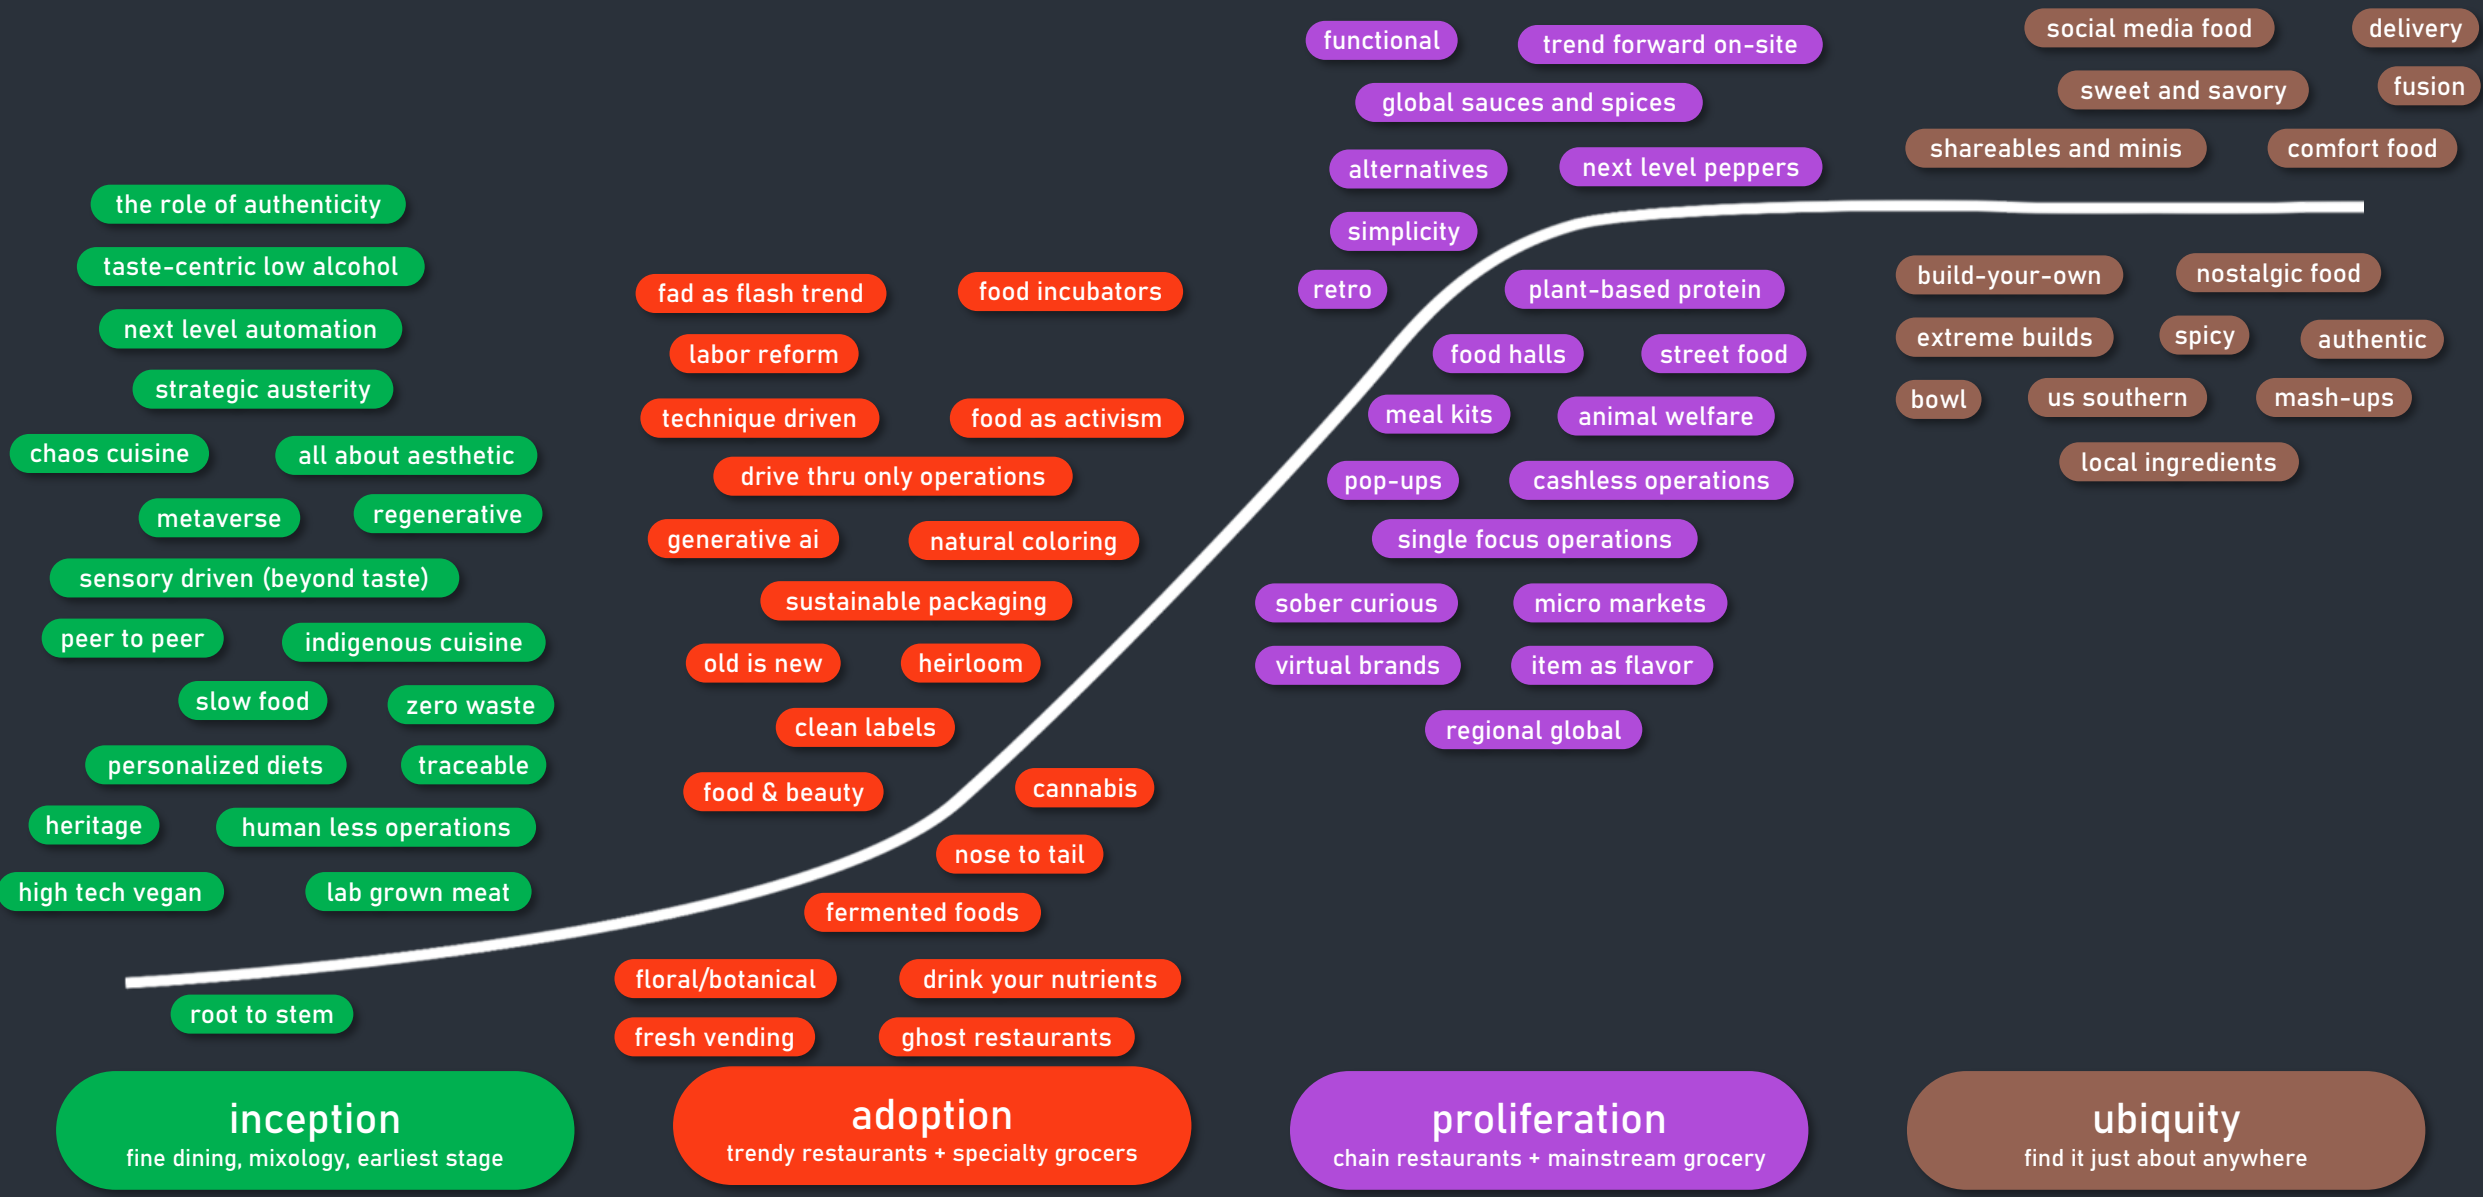 the role of authenticity
taste-centric low alcohol
next level automation
strategic austerity
chaos cuisine
all about aesthetic
metaverse
regenerative
sensory driven (beyond taste)
peer to peer
indigenous cuisine
slow food
zero waste
personalized diets
traceable
heritage
human less operations
high tech vegan
lab grown meat
root to stem
inception
fine dining, mixology, earliest stage
fad as flash trend
food incubators
labor reform
technique driven
food as activism
drive thru only operations
generative ai
natural coloring
sustainable packaging
old is new
heirloom
clean labels
food & beauty
cannabis
nose to tail
fermented foods
floral/botanical
drink your nutrients
fresh vending
ghost restaurants
adoption
trendy restaurants + specialty grocers
functional
trend forward on-site
global sauces and spices
alternatives
next level peppers
simplicity
retro
plant-based protein
food halls
street food
meal kits
animal welfare
pop-ups
cashless operations
single focus operations
sober curious
micro markets
virtual brands
item as flavor
regional global
proliferation
chain restaurants + mainstream grocery
social media food
delivery
sweet and savory
fusion
shareables and minis
comfort food
build-your-own
nostalgic food
extreme builds
spicy
authentic
bowl
us southern
mash-ups
local ingredients
ubiquity
find it just about anywhere